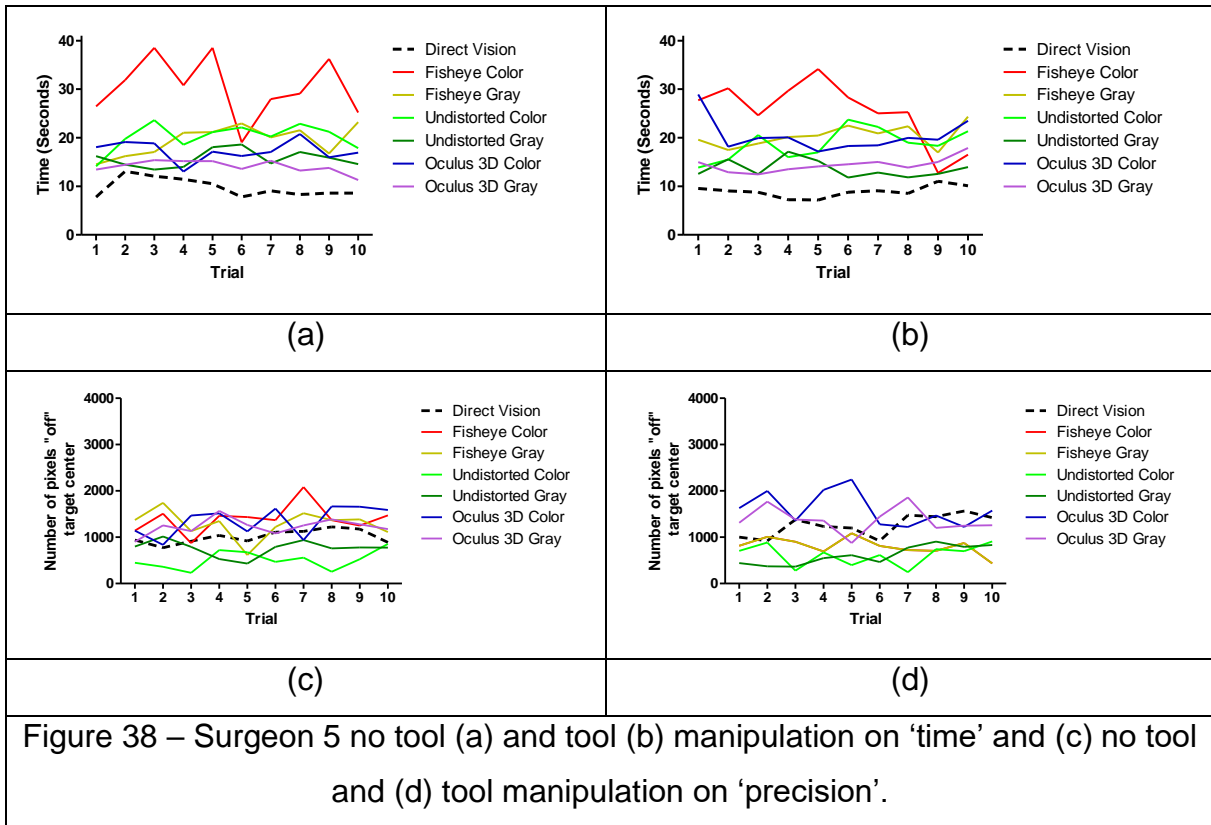 40
30
20
10
0
Time (Seconds)
1 2 3 4 5 6 7 8 9 10
Trial
Direct Vision
Fisheye Color
Fisheye Gray
Undistorted Color
Undistorted Gray
Oculus 3D Color
Oculus 3D Gray
(a)
40
30
20
10
0
Time (Seconds)
1 2 3 4 5 6 7 8 9 10
Trial
Direct Vision
Fisheye Color
Fisheye Gray
Undistorted Color
Undistorted Gray
Oculus 3D Color
Oculus 3D Gray
(b)
4000
3000
2000
1000
0
Number of pixels "off"
target center
1 2 3 4 5 6 7 8 9 10
Trial
Direct Vision
Fisheye Color
Fisheye Gray
Undistorted Color
Undistorted Gray
Oculus 3D Color
Oculus 3D Gray
(c)
4000
3000
2000
1000
0
Number of pixels "off"
target center
1 2 3 4 5 6 7 8 9 10
Trial
Direct Vision
Fisheye Color
Fisheye Gray
Undistorted Color
Undistorted Gray
Oculus 3D Color
Oculus 3D Gray
(d)
Figure 38 – Surgeon 5 no tool (a) and tool (b) manipulation on ‘time’ and (c) no tool
and (d) tool manipulation on ‘precision’.